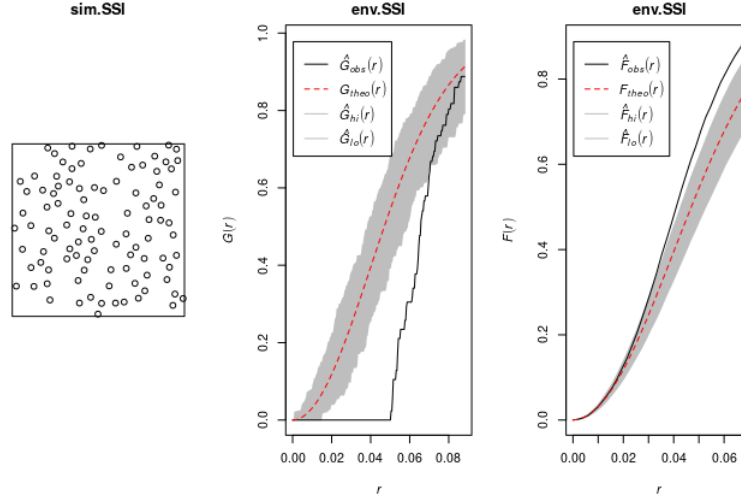 sim.SSI
env.SSI
Ĝobs(r)
Gtheo(r)
Ĝhi(r)
Ĝlo(r)
G(r)
0.0
0.2
0.4
0.6
0.8
1.0
0.00
0.02
0.04
0.06
0.08
r
env.SSI
F̂obs(r)
Ftheo(r)
F̂hi(r)
F̂lo(r)
F(r)
0.0
0.2
0.4
0.6
0.8
0.00
0.02
0.04
0.06
r